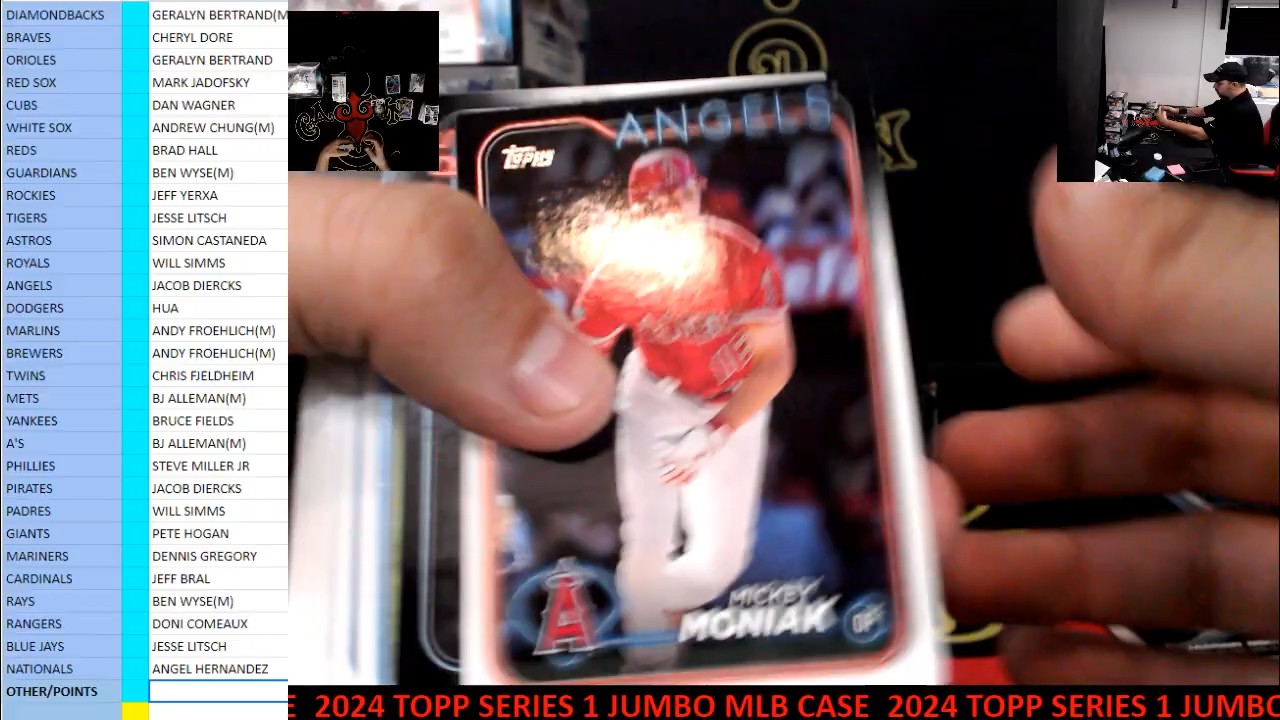 DIAMONDBACKS GERALYN BERTRAND(M
BRAVES CHERYL DORE
ORIOLES GERALYN BERTRAND
RED SOX MARK JADOFSKY
CUBS DAN WAGNER
WHITE SOX ANDREW CHUNG(M)
REDS BRAD HALL
GUARDIANS BEN WYSE(M)
ROCKIES JEFF YERXA
TIGERS JESSE LITSCH
ASTROS SIMON CASTANEDA
ROYALS WILL SIMMS
ANGELS JACOB DIERCKS
DODGERS HUA
MARLINS ANDY FROEHLICH(M)
BREWERS ANDY FROEHLICH(M)
TWINS CHRIS FJELDHEIM
METS BJ ALLEMAN(M)
YANKEES BRUCE FIELDS
A'S BJ ALLEMAN(M)
PHILLIES STEVE MILLER JR
PIRATES JACOB DIERCKS
PADRES WILL SIMMS
GIANTS PETE HOGAN
MARINERS DENNIS GREGORY
CARDINALS JEFF BRAL
RAYS BEN WYSE(M)
RANGERS DONI COMEAUX
BLUE JAYS JESSE LITSCH
NATIONALS ANGEL HERNANDEZ
OTHER/POINTS
ANGELS
TOPPS
MICKEY
MONIAK
OF
A
E 2024 TOPP SERIES 1 JUMBO MLB CASE 2024 TOPP SERIES 1 JUMBO